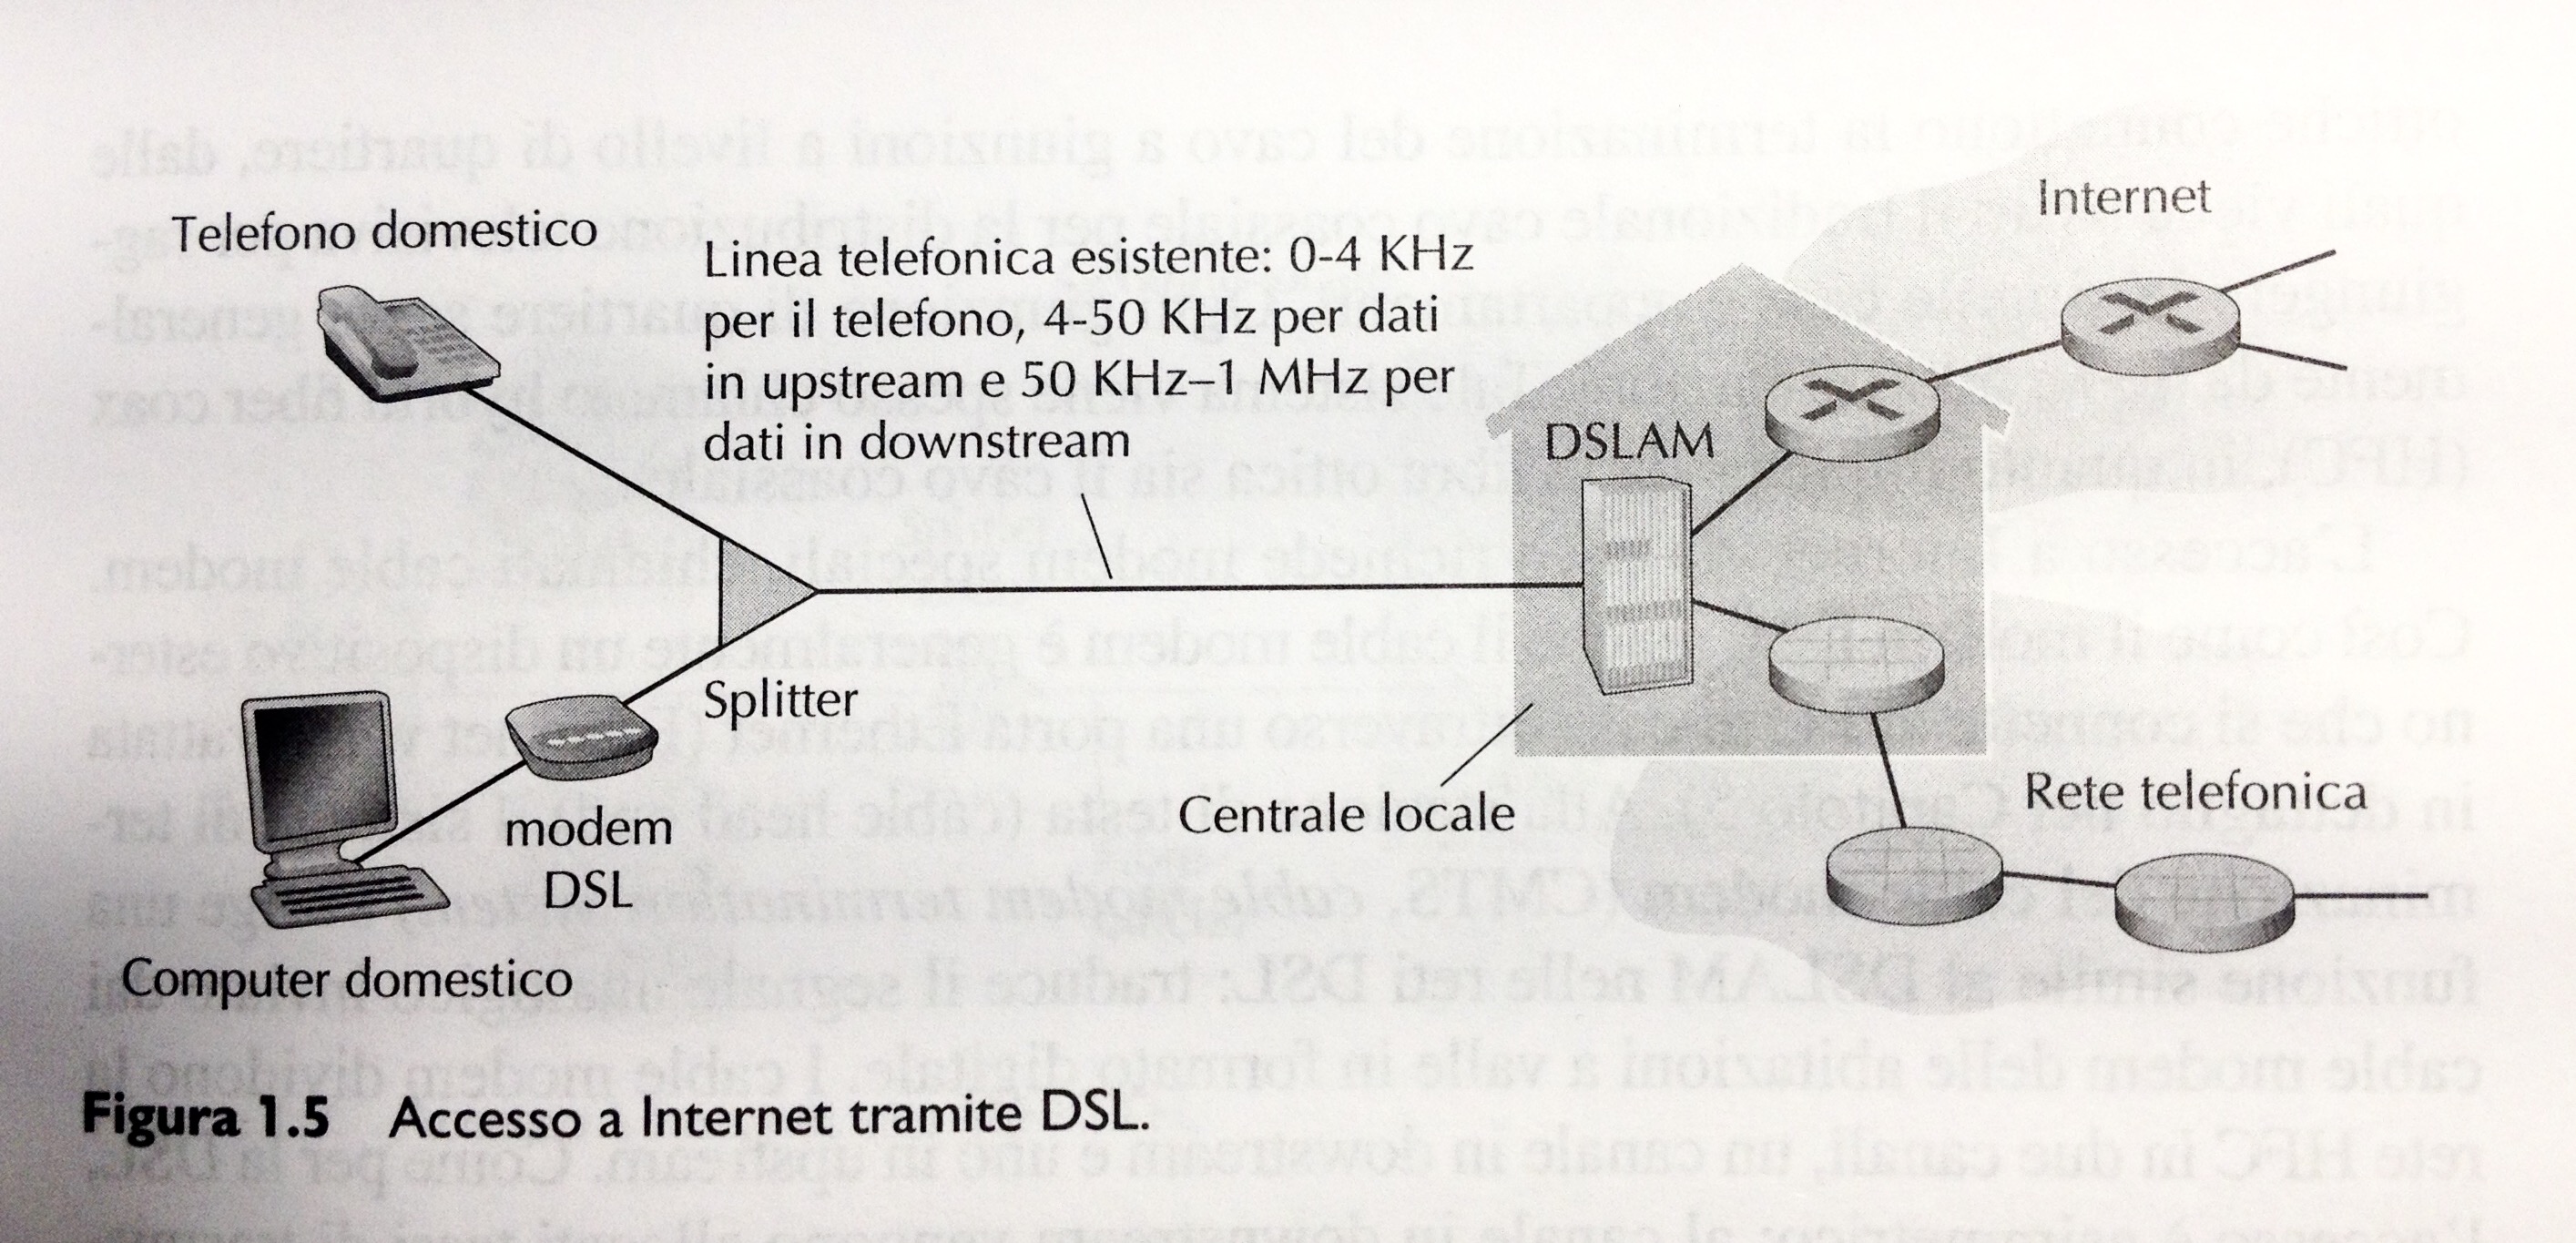 Telefono domestico
Linea telefonica esistente: 0-4 KHz
per il telefono, 4-50 KHz per dati
in upstream e 50 KHz–1 MHz per
dati in downstream
Internet
DSLAM
Splitter
modem
DSL
Computer domestico
Centrale locale
Rete telefonica
Figura 1.5 Accesso a Internet tramite DSL.